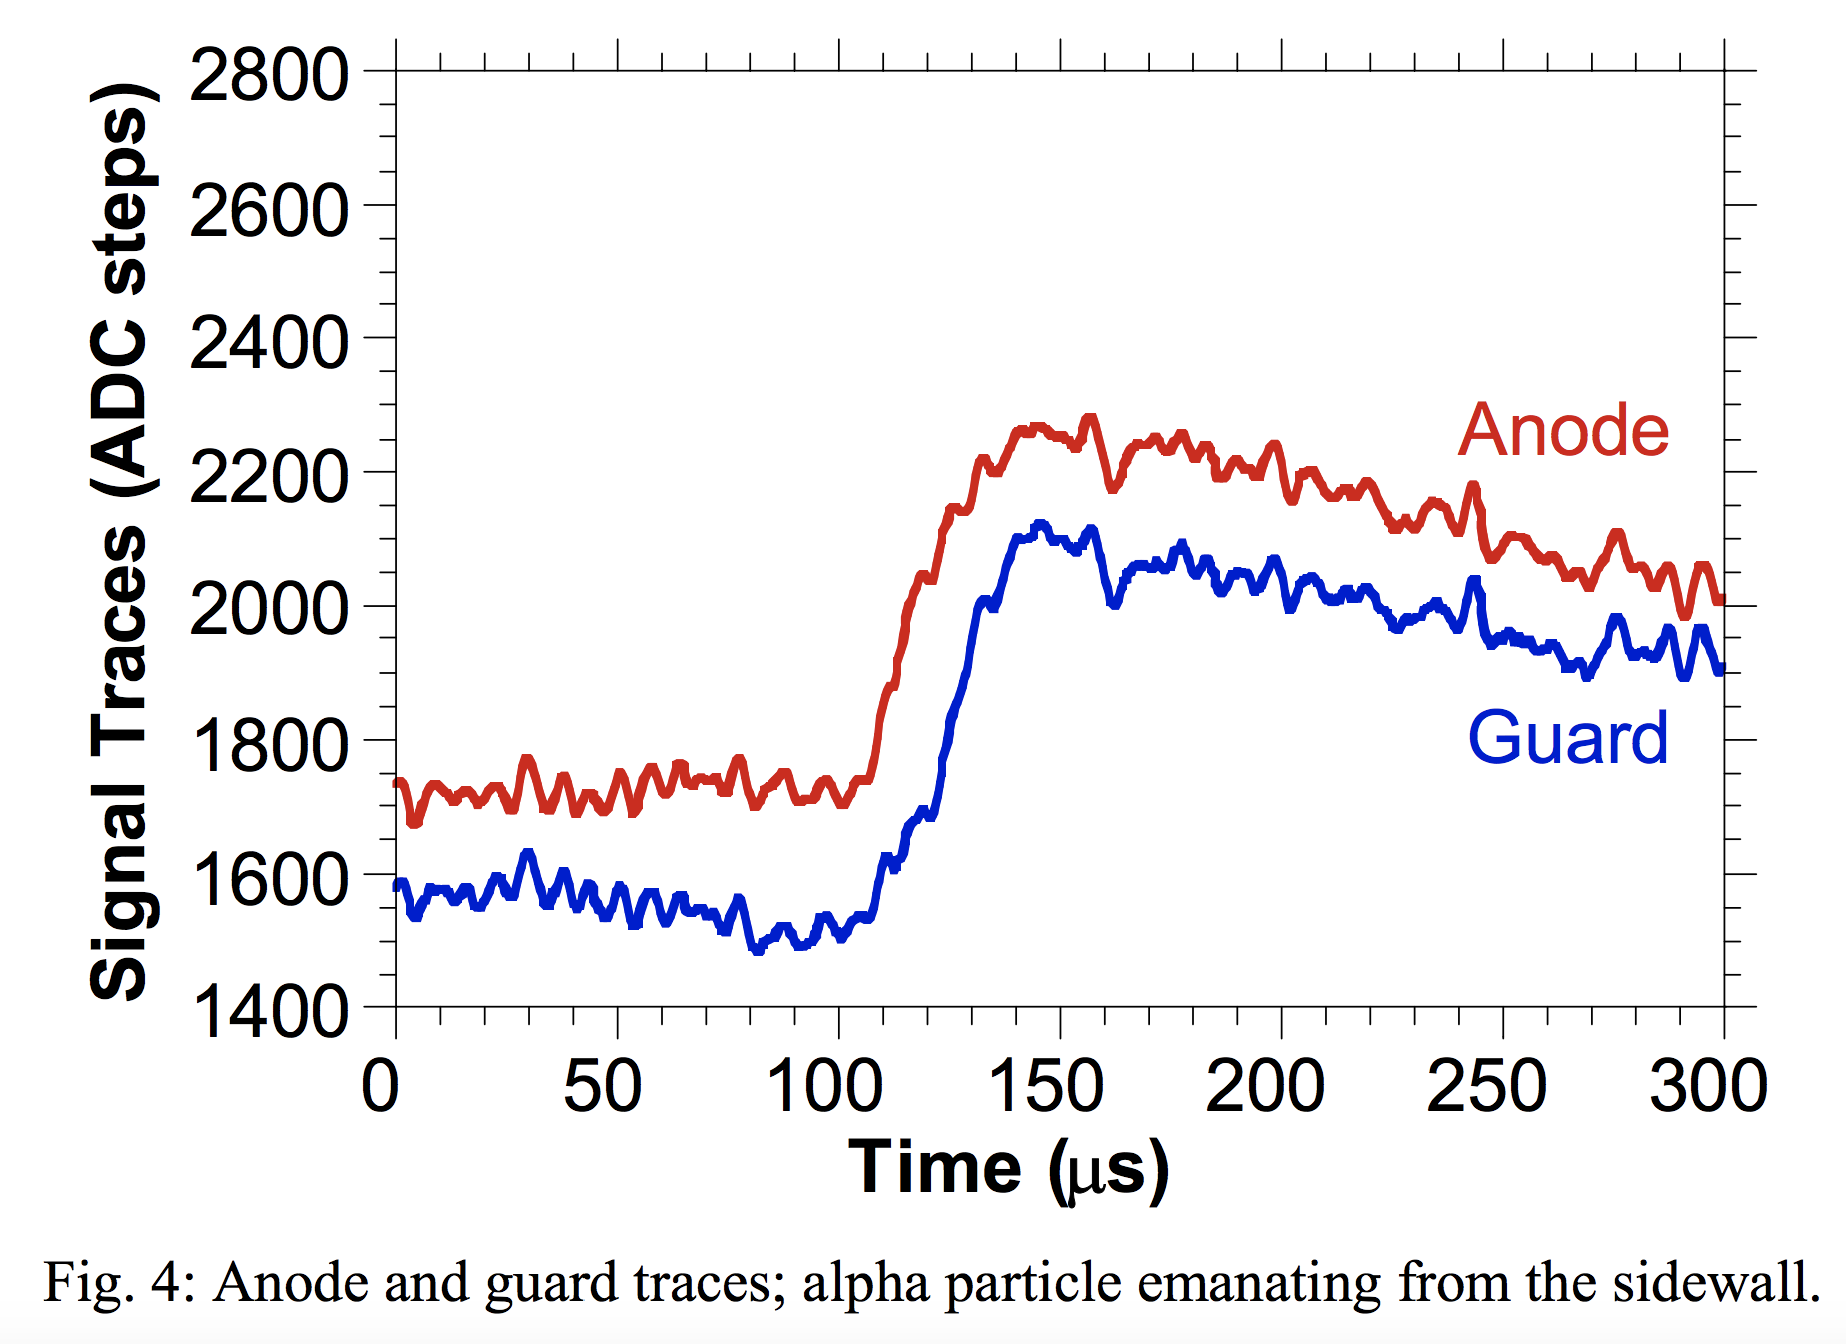 2800
2600
2400
2200
2000
1800
1600
1400
Signal Traces (ADC steps)
Anode
Guard
0 50 100 150 200 250 300
Time (μs)
Fig. 4: Anode and guard traces; alpha particle emanating from the sidewall.